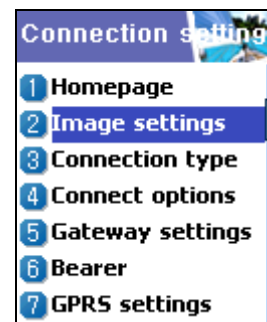 Connection setting
1 Homepage
2 Image settings
3 Connection type
4 Connect options
5 Gateway settings
6 Bearer
7 GPRS settings